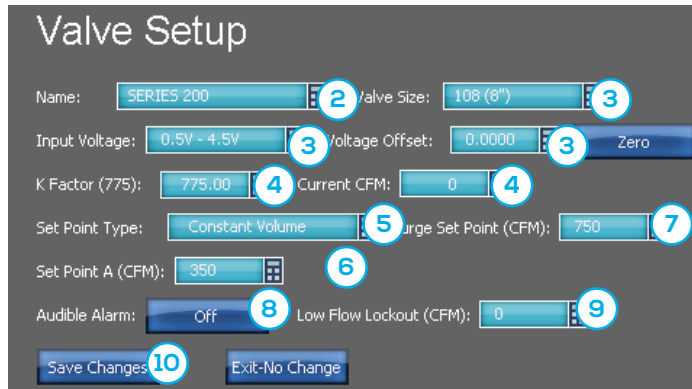 Valve Setup
Name: SERIES 200 2 Valve Size: 108 (8") 3
Input Voltage: 0.5V - 4.5V 3 Voltage Offset: 0.0000 3 Zero
K Factor (775): 775.00 4 Current CFM: 0 4
Set Point Type: Constant Volume 5 urge Set Point (CFM): 750 7
Set Point A (CFM): 350 6
Audible Alarm: Off 8 Low Flow Lockout (CFM): 0 9
Save Changes 10 Exit-No Change